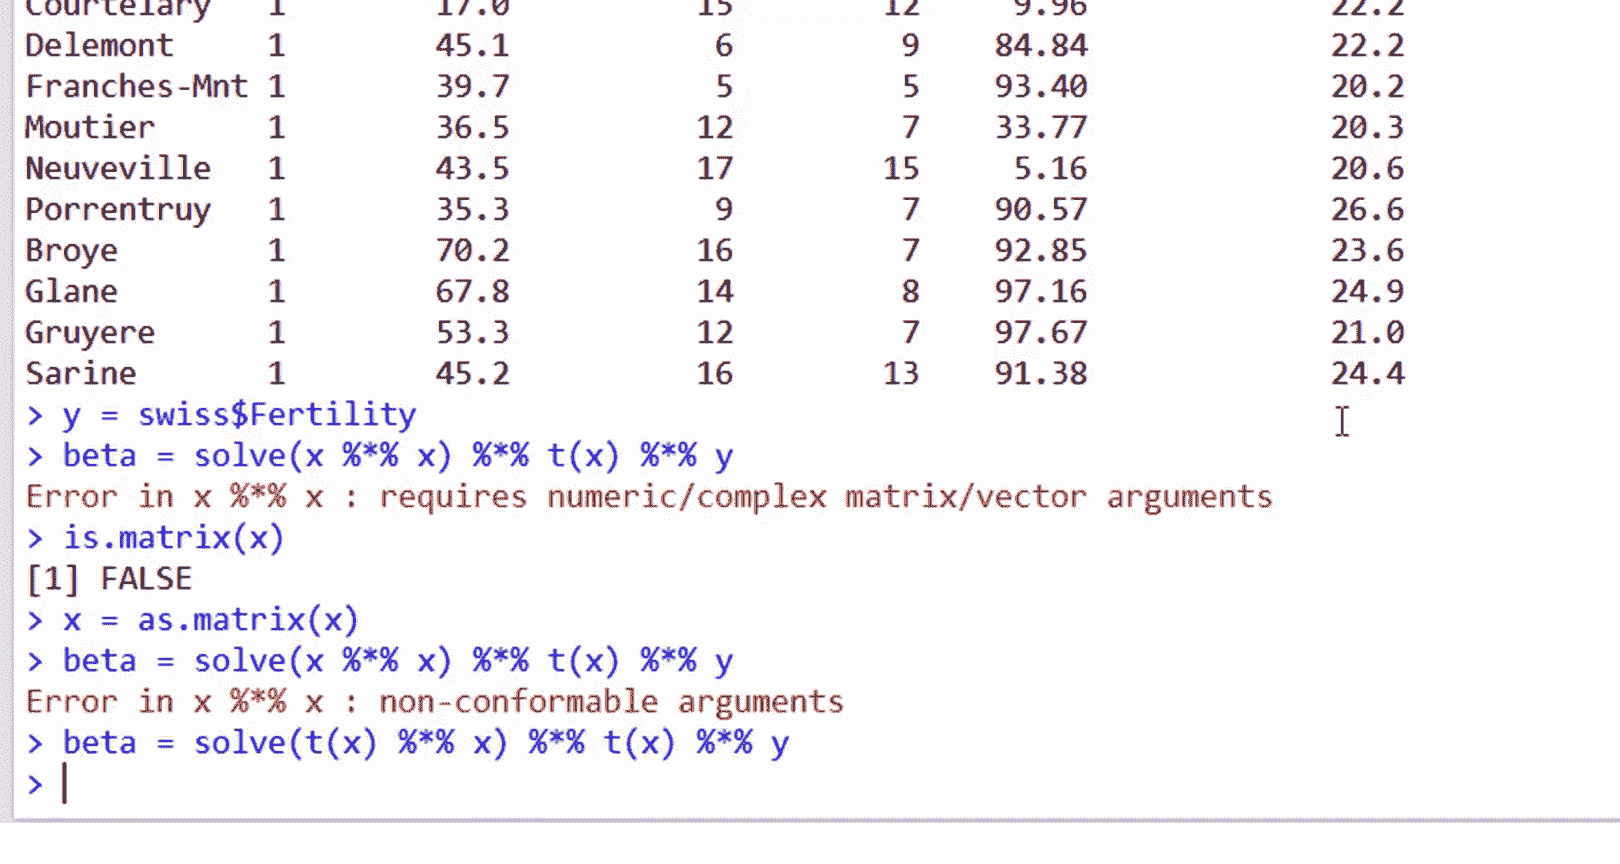 Courtelary 1 17.0 15 12 9.96 22.2
Delemont 1 45.1 6 9 84.84 22.2
Franches-Mnt 1 39.7 5 5 93.40 20.2
Moutier 1 36.5 12 7 33.77 20.3
Neuveville 1 43.5 17 15 5.16 20.6
Porrentruy 1 35.3 9 7 90.57 26.6
Broye 1 70.2 16 7 92.85 23.6
Glane 1 67.8 14 8 97.16 24.9
Gruyere 1 53.3 12 7 97.67 21.0
Sarine 1 45.2 16 13 91.38 24.4
> y = swiss$Fertility
> beta = solve(x %*% x) %*% t(x) %*% y
Error in x %*% x : requires numeric/complex matrix/vector arguments
> is.matrix(x)
[1] FALSE
> x = as.matrix(x)
> beta = solve(x %*% x) %*% t(x) %*% y
Error in x %*% x : non-conformable arguments
> beta = solve(t(x) %*% x) %*% t(x) %*% y
>